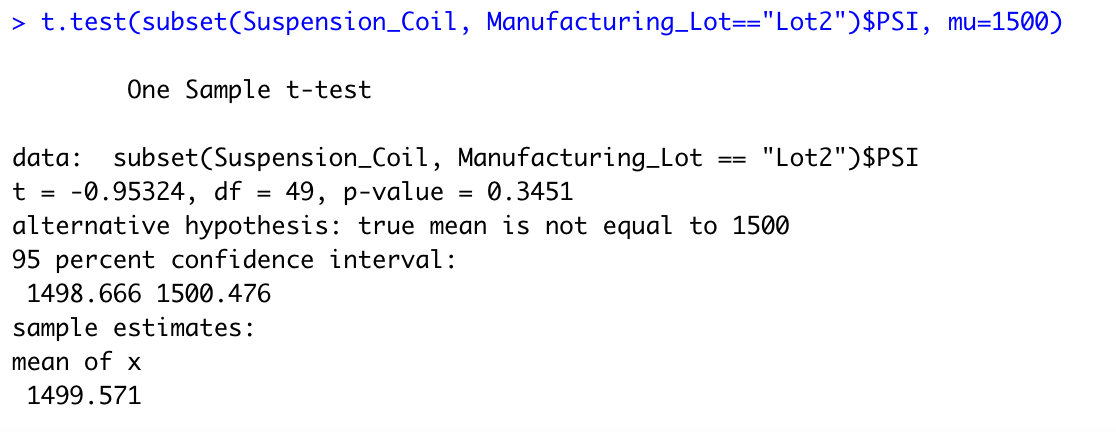 > t.test(subset(Suspension_Coil, Manufacturing_Lot=="Lot2")$PSI, mu=1500)
One Sample t-test
data:  subset(Suspension_Coil, Manufacturing_Lot == "Lot2")$PSI
t = -0.95324, df = 49, p-value = 0.3451
alternative hypothesis: true mean is not equal to 1500
95 percent confidence interval:
1498.666 1500.476
sample estimates:
mean of x
1499.571